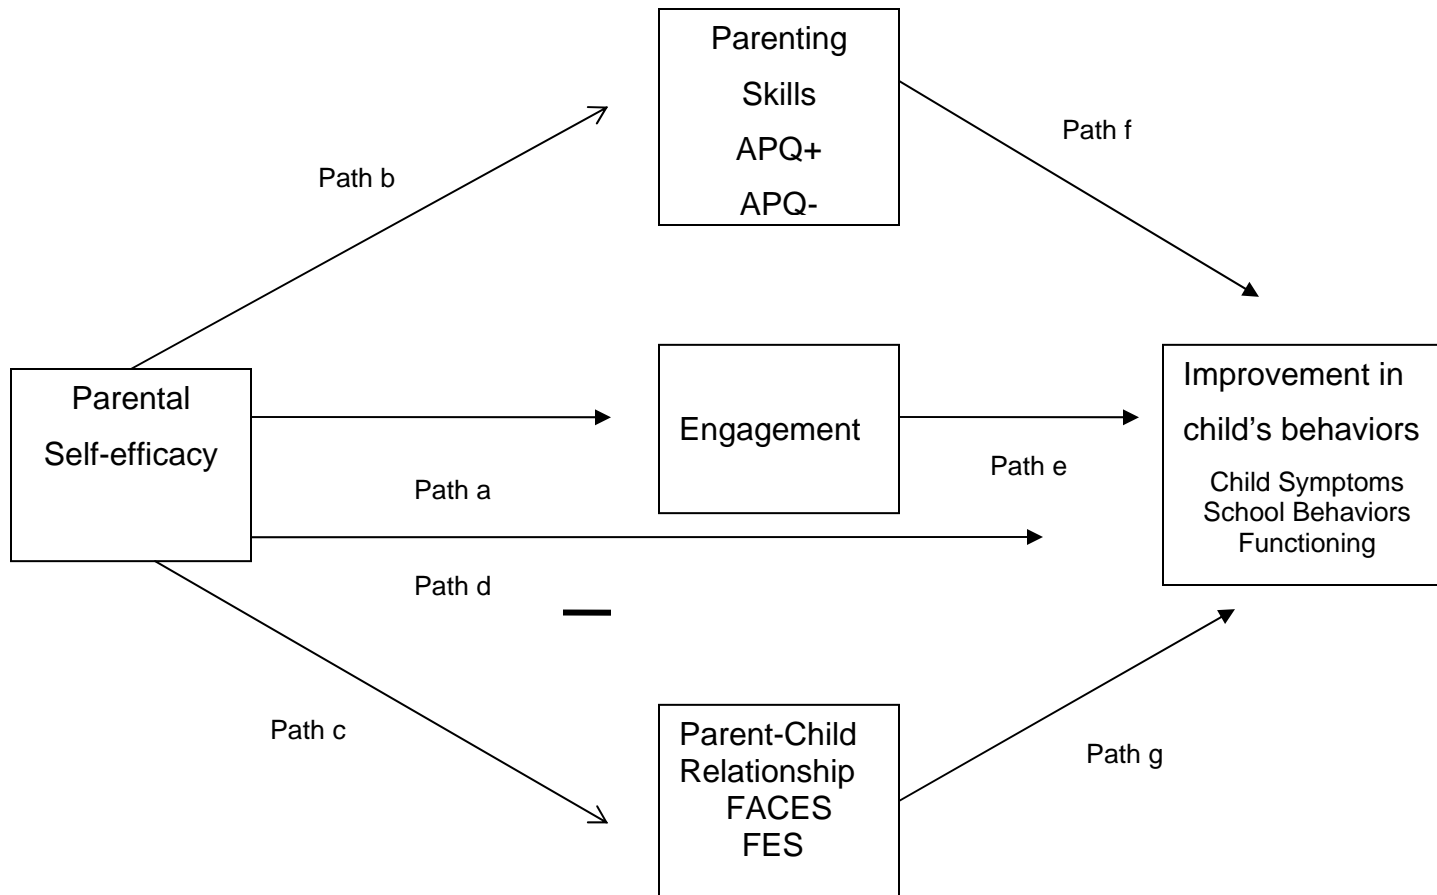 Parenting
Skills
APQ+
APQ-
Path f
Path b
Parental
Self-efficacy
Engagement
Improvement in
child's behaviors
Child Symptoms
School Behaviors
Functioning
Path e
Path a
Path d
Path c
Parent-Child
Relationship
FACES
FES
Path g